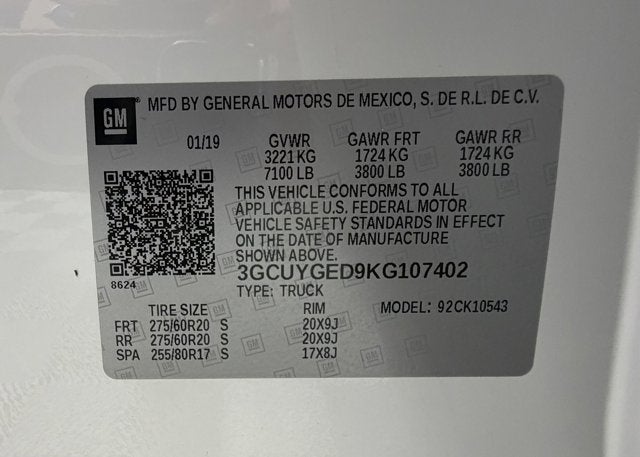 GM MFD BY GENERAL MOTORS DE MEXICO, S. DE R.L. DE C.V.
01/19 GVWR GAWR FRT GAWR RR
3221 KG 1724 KG 1724 KG
7100 LB 3800 LB 3800 LB
THIS VEHICLE CONFORMS TO ALL
APPLICABLE U.S. FEDERAL MOTOR
VEHICLE SAFETY STANDARDS IN EFFECT
ON THE DATE OF MANUFACTURE
SHOWN ABOVE.
3GCUYGED9KG107402
8624 TYPE: TRUCK
TIRE SIZE RIM MODEL: 92CK10543
FRT 275/60R20 S 20X9J
RR 275/60R20 S 20X9J
SPA 255/80R17 S 17X8J